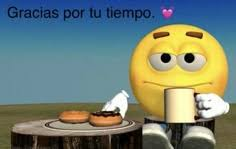 Gracias por tu tiempo. 💗